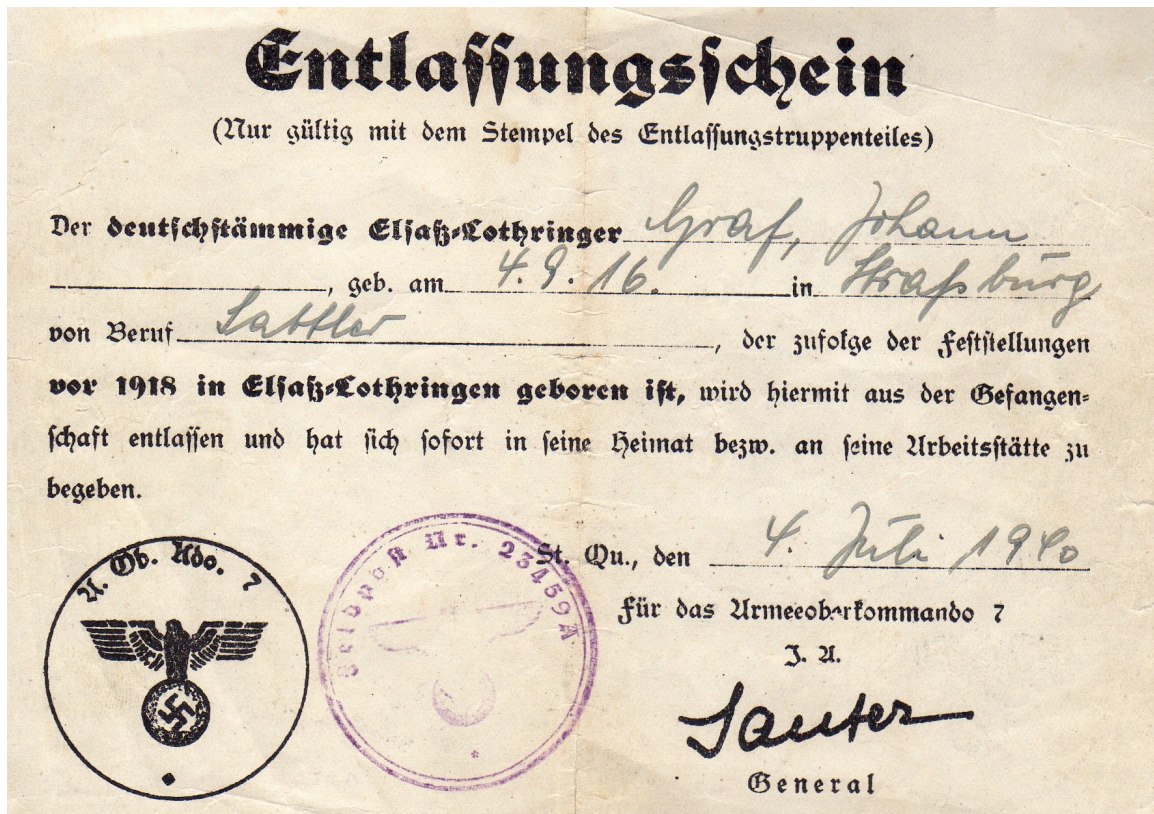 Entlassungsschein
(Nur gültig mit dem Stempel des Entlassungstruppenteiles)
Der deutschstämmige Elsaß-Lothringer Graf, Johann
, geb. am 4. 9. 16. in Straßburg
von Beruf Sattler, der zufolge der Feststellungen
vor 1918 in Elsaß-Lothringen geboren ist, wird hiermit aus der Gefangen-
schaft entlassen und hat sich sofort in seine Heimat bezw. an seine Arbeitsstätte zu
begeben.
St. Qu., den 4. Juli 1940
Für das Armeeoberkommando 7
J. A.
Sauter
General
A. Ob. Kdo. 7
Feldpost Nr. 23459A